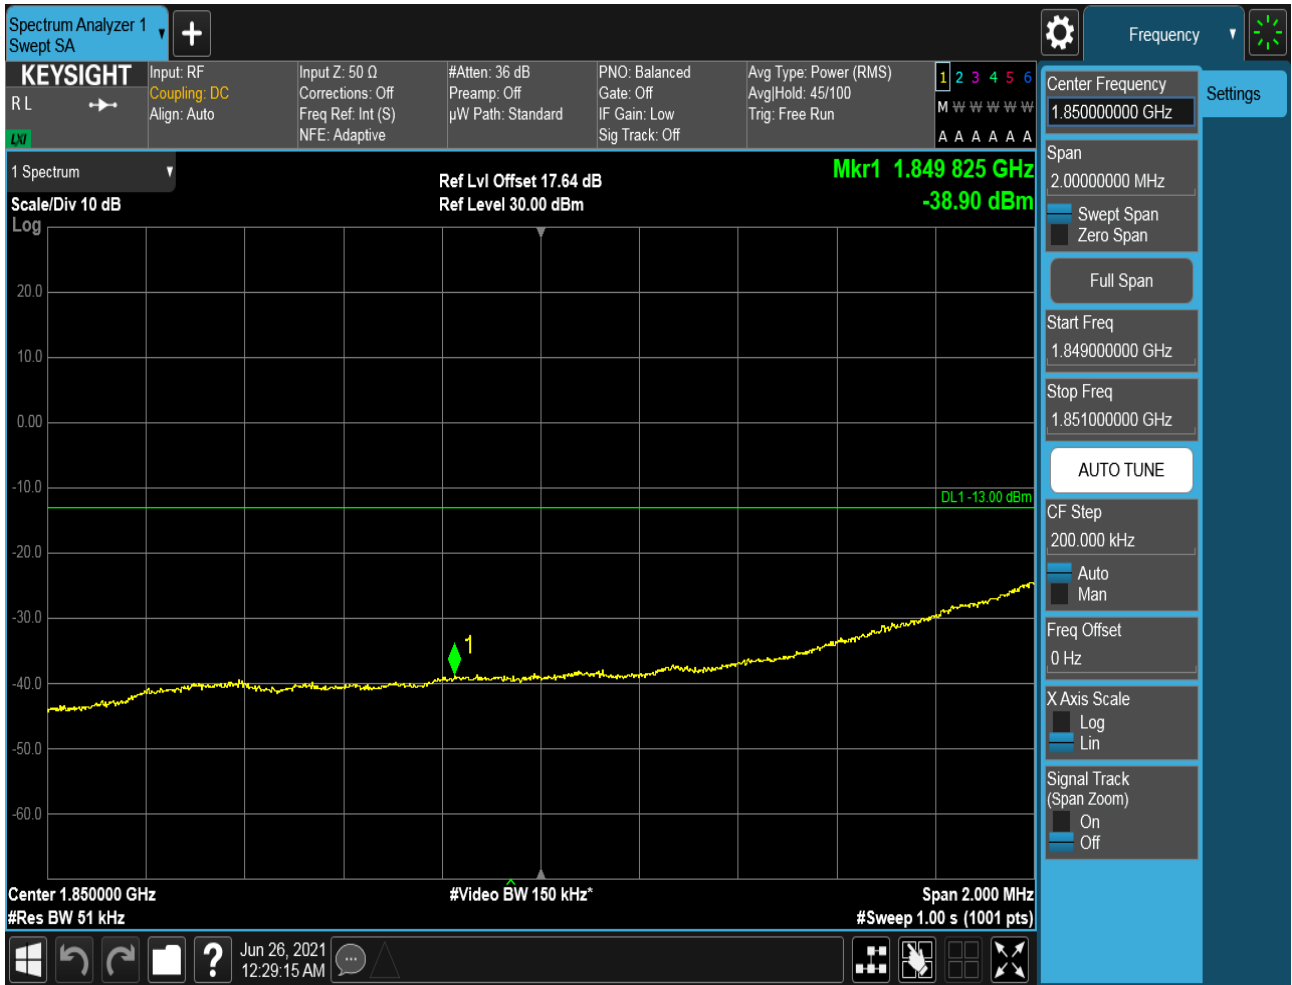 Spectrum Analyzer 1
Swept SA
Frequency
KEYSIGHT
R L
LXI
Input: RF
Coupling: DC
Align: Auto
Input Z: 50 Ω
Corrections: Off
Freq Ref: Int (S)
NFE: Adaptive
#Atten: 36 dB
Preamp: Off
µW Path: Standard
PNO: Balanced
Gate: Off
IF Gain: Low
Sig Track: Off
Avg Type: Power (RMS)
Avg|Hold: 45/100
Trig: Free Run
1 2 3 4 5 6
M W W W W W
A A A A A A
1 Spectrum
Scale/Div 10 dB
Log
Ref Lvl Offset 17.64 dB
Ref Level 30.00 dBm
Mkr1 1.849 825 GHz
-38.90 dBm
20.0
10.0
0.00
-10.0
-20.0
-30.0
-40.0
-50.0
-60.0
DL1 -13.00 dBm
1
Center 1.850000 GHz
#Res BW 51 kHz
#Video BW 150 kHz*
Span 2.000 MHz
#Sweep 1.00 s (1001 pts)
Center Frequency
1.850000000 GHz
Settings
Span
2.00000000 MHz
Swept Span
Zero Span
Full Span
Start Freq
1.849000000 GHz
Stop Freq
1.851000000 GHz
AUTO TUNE
CF Step
200.000 kHz
Auto
Man
Freq Offset
0 Hz
X Axis Scale
Log
Lin
Signal Track
(Span Zoom)
On
Off
?
Jun 26, 2021
12:29:15 AM